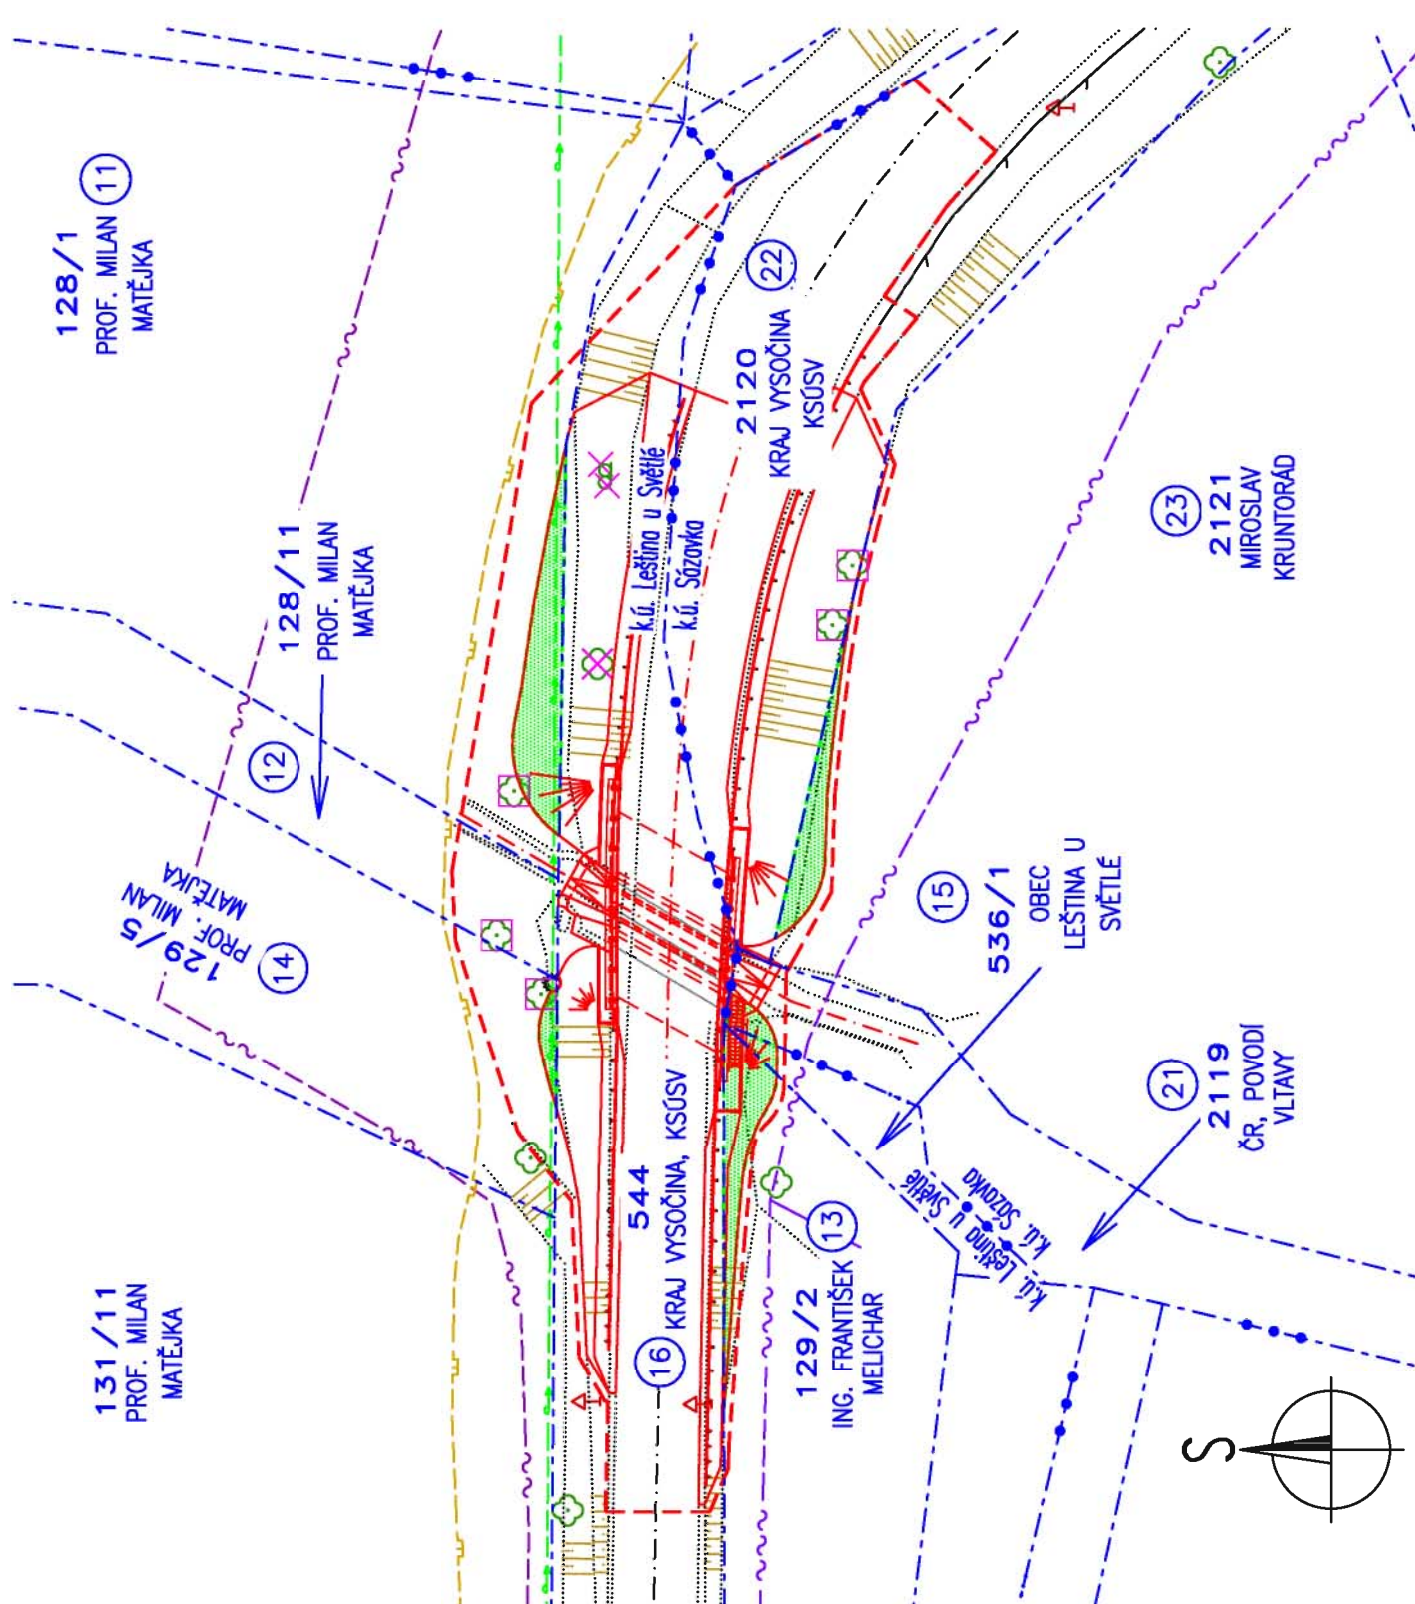 128/1
PROF. MILAN
MATĚJKA
11
128/11
PROF. MILAN
MATĚJKA
12
129/5
PROF. MILAN
MATĚJKA
14
131/11
PROF. MILAN
MATĚJKA
k.ú. Leština u Světlé
k.ú. Sázavka
2120
KRAJ VYSOČINA
KSÚSV
22
544
KRAJ VYSOČINA, KSÚSV
16
23
2121
MIROSLAV
KRUNTORÁD
15
536/1
OBEC
LEŠTINA U
SVĚTLÉ
21
2119
ČR, POVODÍ
VLTAVY
k.ú. Leština u Světlé
k.ú. Sázavka
13
129/2
ING. FRANTIŠEK
MELICHAR
S